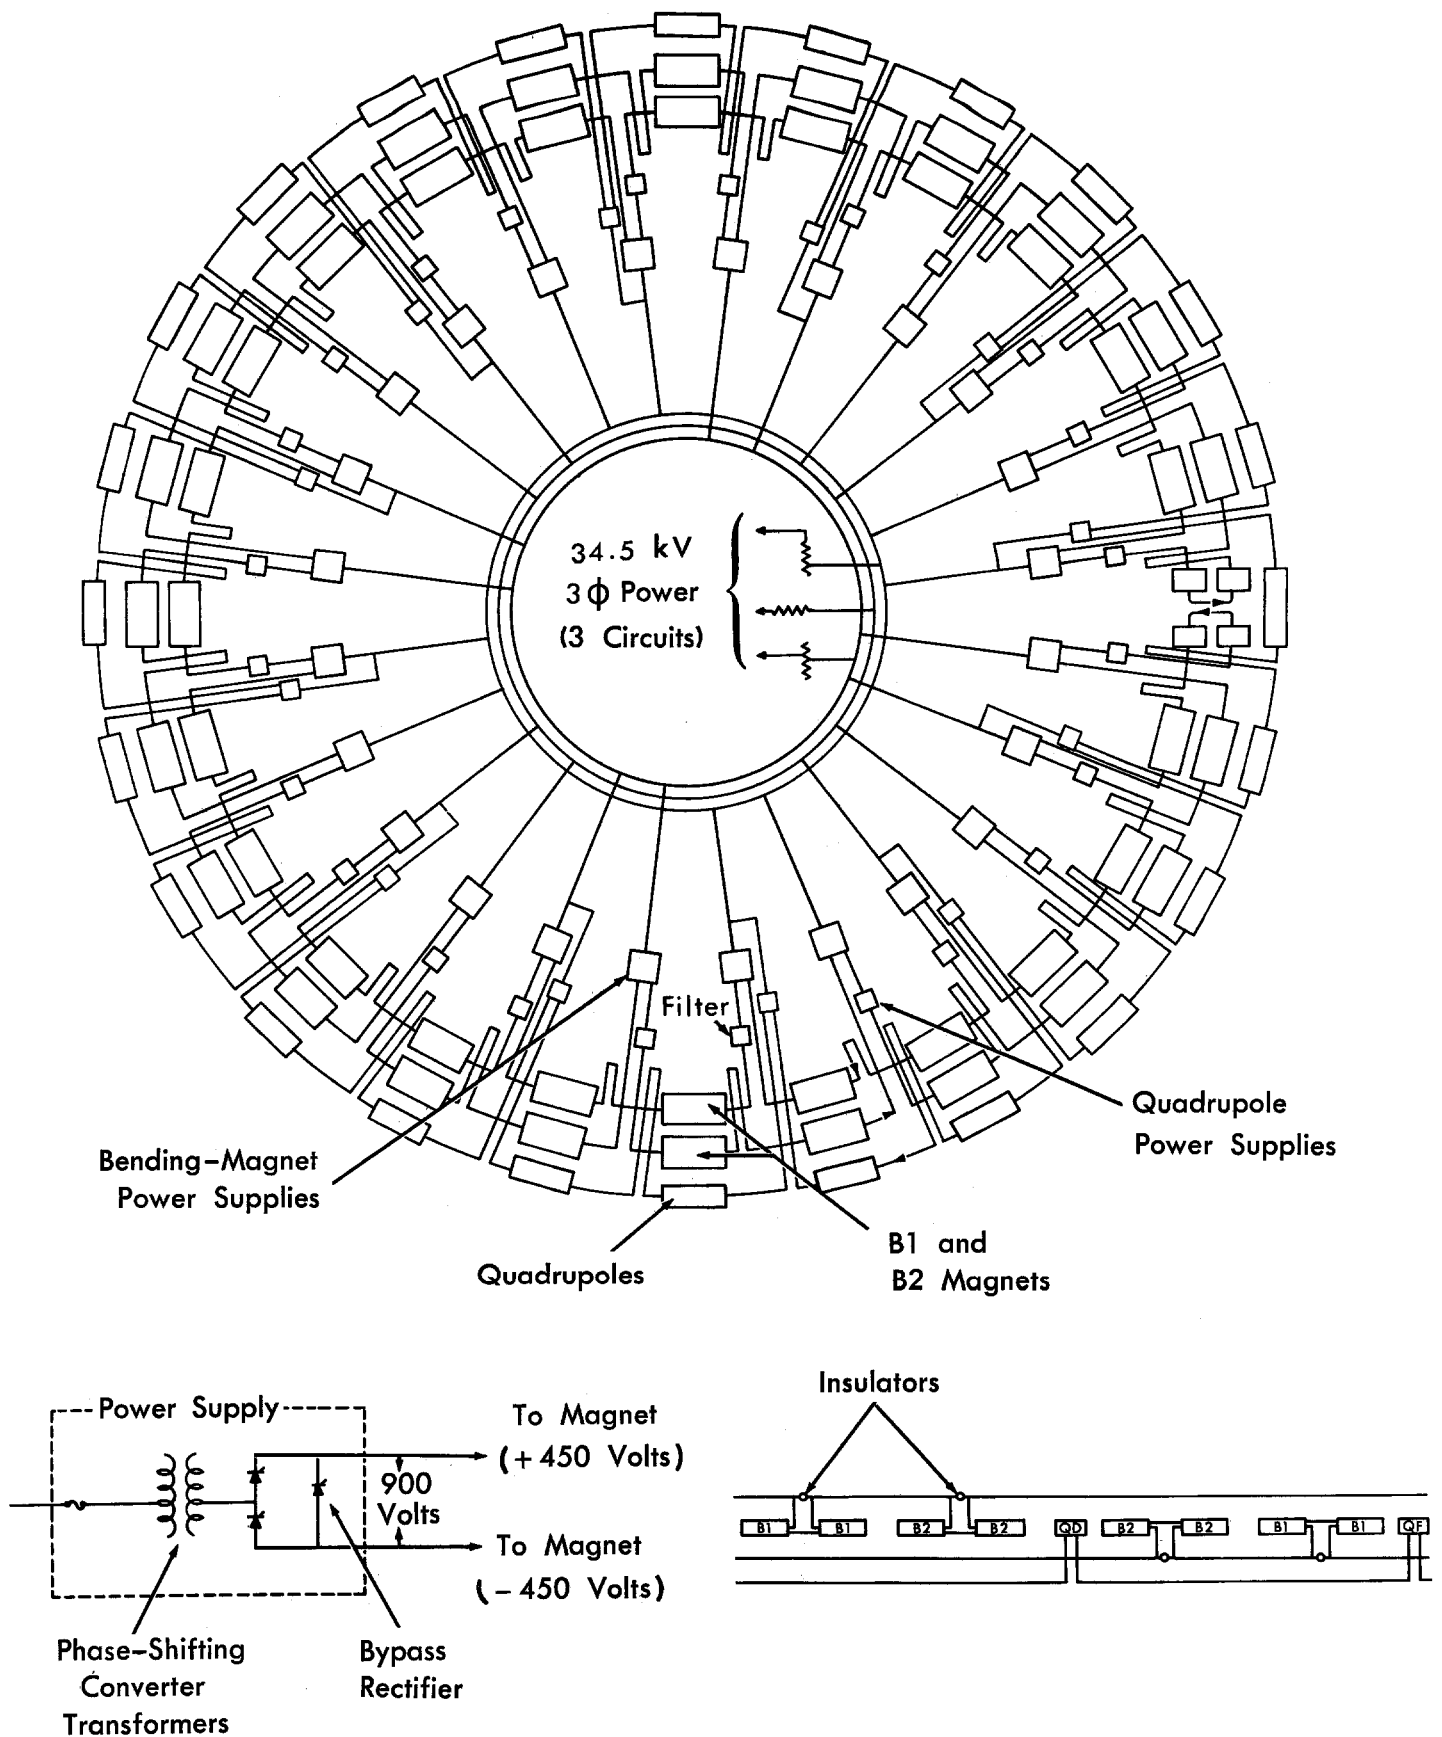 34.5 kV
3ϕ Power
(3 Circuits)
Filter
Quadrupole
Power Supplies
Bending-Magnet
Power Supplies
B1 and
B2 Magnets
Quadrupoles
Insulators
Power Supply
To Magnet
(+450 Volts)
900
Volts
To Magnet
(-450 Volts)
B1 B1 B2 B2 QD B2 B2 B1 B1 QF
Phase-Shifting
Converter
Transformers
Bypass
Rectifier